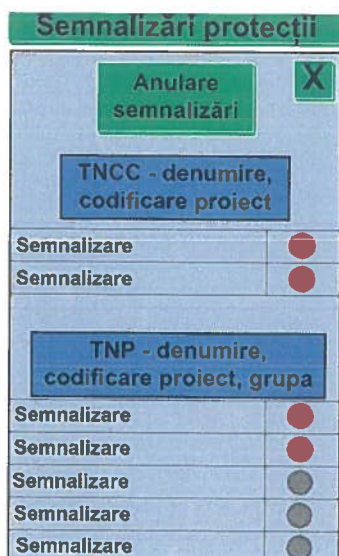 Semnalizări protecții
Anulare
semnalizări
X
TNCC - denumire,
codificare proiect
Semnalizare
Semnalizare
TNP - denumire,
codificare proiect, grupa
Semnalizare
Semnalizare
Semnalizare
Semnalizare
Semnalizare